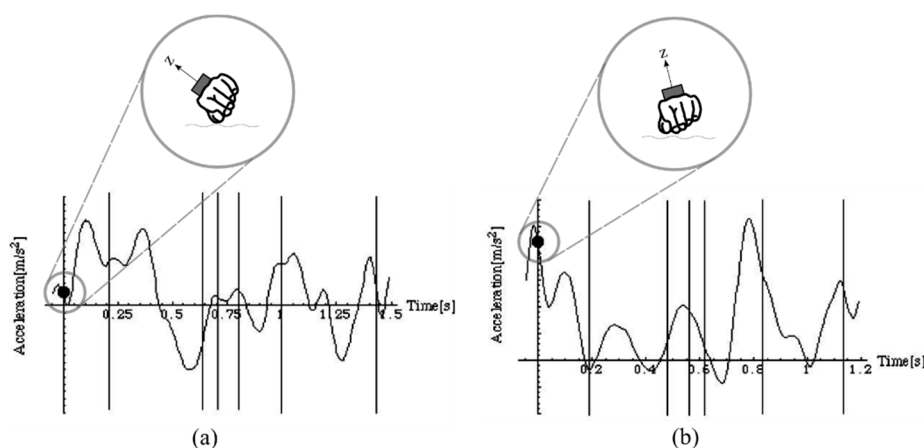 Z
Z
Acceleration[m/s²]
0.25 0.5 0.75 1 1.25 1.5
Time[s]
(a)
Acceleration[m/s²]
0.2 0.4 0.6 0.8 1 1.2
Time[s]
(b)